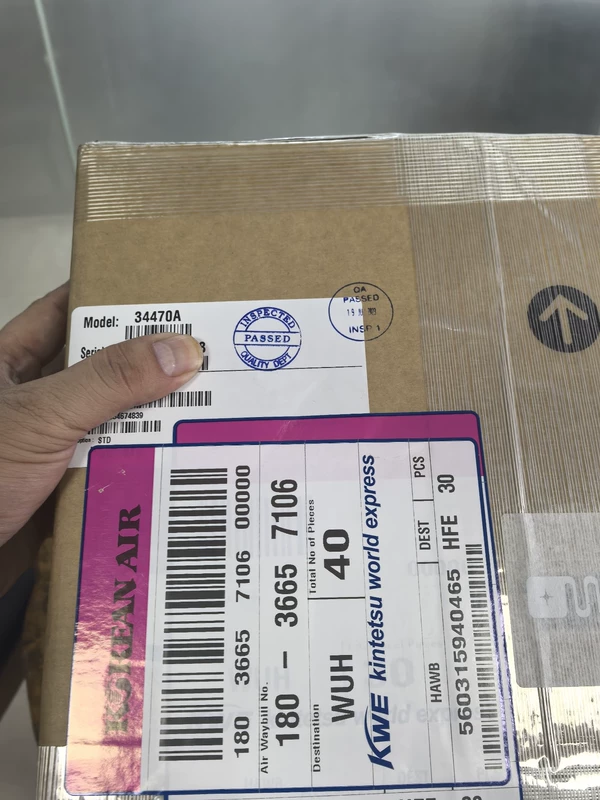 Model: 34470A
INSPECTED
PASSED
QUALITY DEPT
QA
PASSED
STD
KOREAN AIR
180 3665 7106 00000
Air Waybill No.
180 - 3665 7106
Destination
WUH
Total No of Pieces
40
KWE kintetsu world express
HAWB
DEST
PCS
560315940465 HFE 30